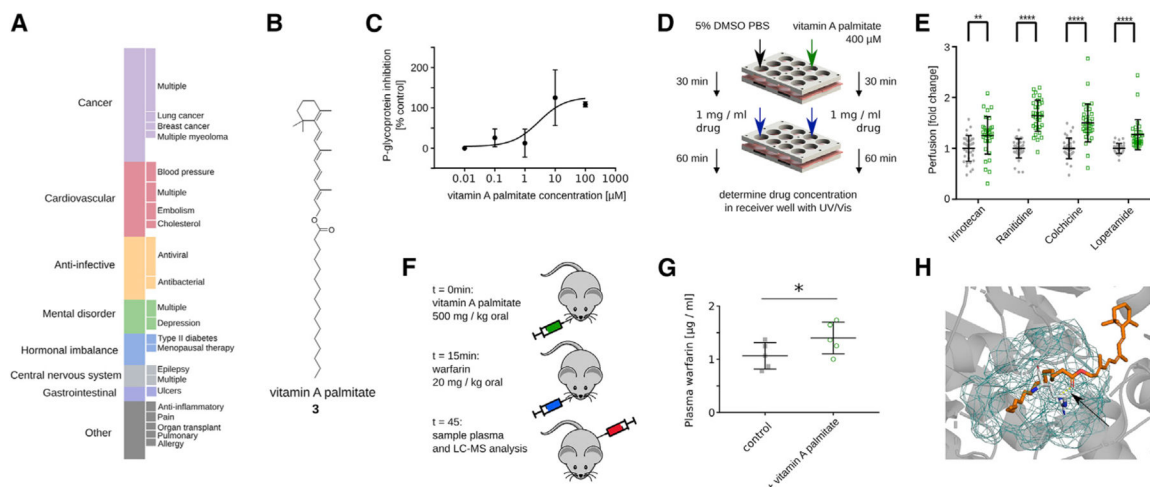 A
Cancer
Multiple
Lung cancer
Breast cancer
Multiple myeoloma
Cardiovascular
Blood pressure
Multiple
Embolism
Cholesterol
Anti-infective
Antiviral
Antibacterial
Mental disorder
Multiple
Depression
Hormonal imbalance
Type II diabetes
Menopausal therapy
Central nervous system
Epilepsy
Multiple
Gastrointestinal
Ulcers
Other
Anti-inflammatory
Pain
Organ transplant
Pulmonary
Allergy
B
O
O
vitamin A palmitate
3
C
P-glycoprotein inhibition
[% control]
200
100
0
0.01
0.1
1
10
100
1000
vitamin A palmitate concentration [µM]
D
5% DMSO PBS
vitamin A palmitate
400 µM
30 min
30 min
1 mg / ml
drug
1 mg / ml
drug
60 min
60 min
determine drug concentration
in receiver well with UV/Vis
E
Perfusion [fold change]
3
2
1
0
**
****
****
****
Irinotecan
Ranitidine
Colchicine
Loperamide
F
t = 0min:
vitamin A palmitate
500 mg / kg oral
t = 15min:
warfarin
20 mg / kg oral
t = 45:
sample plasma
and LC-MS analysis
G
Plasma warfarin [µg / ml]
2
1
0
*
control
+ vitamin A palmitate
H